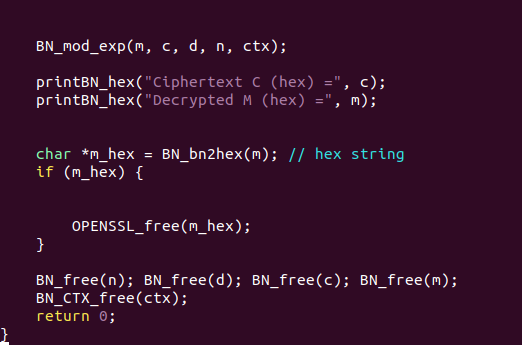 BN_mod_exp(m, c, d, n, ctx);
printBN_hex("Ciphertext C (hex) =", c);
printBN_hex("Decrypted M (hex) =", m);
char *m_hex = BN_bn2hex(m); // hex string
if (m_hex) {
OPENSSL_free(m_hex);
}
BN_free(n); BN_free(d); BN_free(c); BN_free(m);
BN_CTX_free(ctx);
return 0;
}